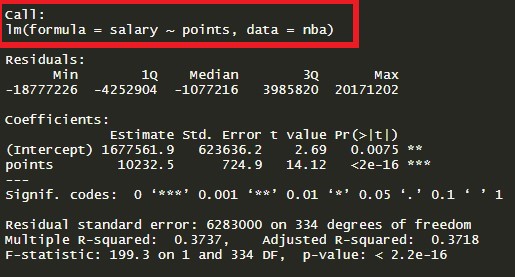 Call:
lm(formula = salary ~ points, data = nba)
Residuals:
Min 1Q Median 3Q Max
-18777226 -4252904 -1077216 3985820 20171202
Coefficients:
Estimate Std. Error t value Pr(>|t|)
(Intercept) 1677561.9 623636.2 2.69 0.0075 **
points 10232.5 724.9 14.12 <2e-16 ***
---
Signif. codes: 0 ‘***’ 0.001 ‘**’ 0.01 ‘*’ 0.05 ‘.’ 0.1 ‘ ’ 1
Residual standard error: 6283000 on 334 degrees of freedom
Multiple R-squared: 0.3737, Adjusted R-squared: 0.3718
F-statistic: 199.3 on 1 and 334 DF, p-value: < 2.2e-16